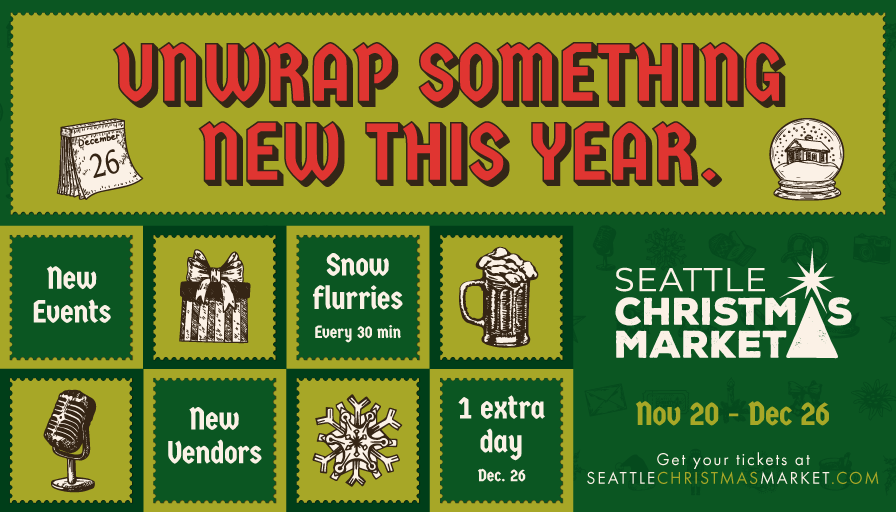 UNWRAP SOMETHING
NEW THIS YEAR.
December
26
New
Events
Snow
flurries
Every 30 min
New
Vendors
1 extra
day
Dec. 26
SEATTLE
CHRISTMAS
MARKET
Nov 20 - Dec 26
Get your tickets at
SEATTLECHRISTMASMARKET.COM